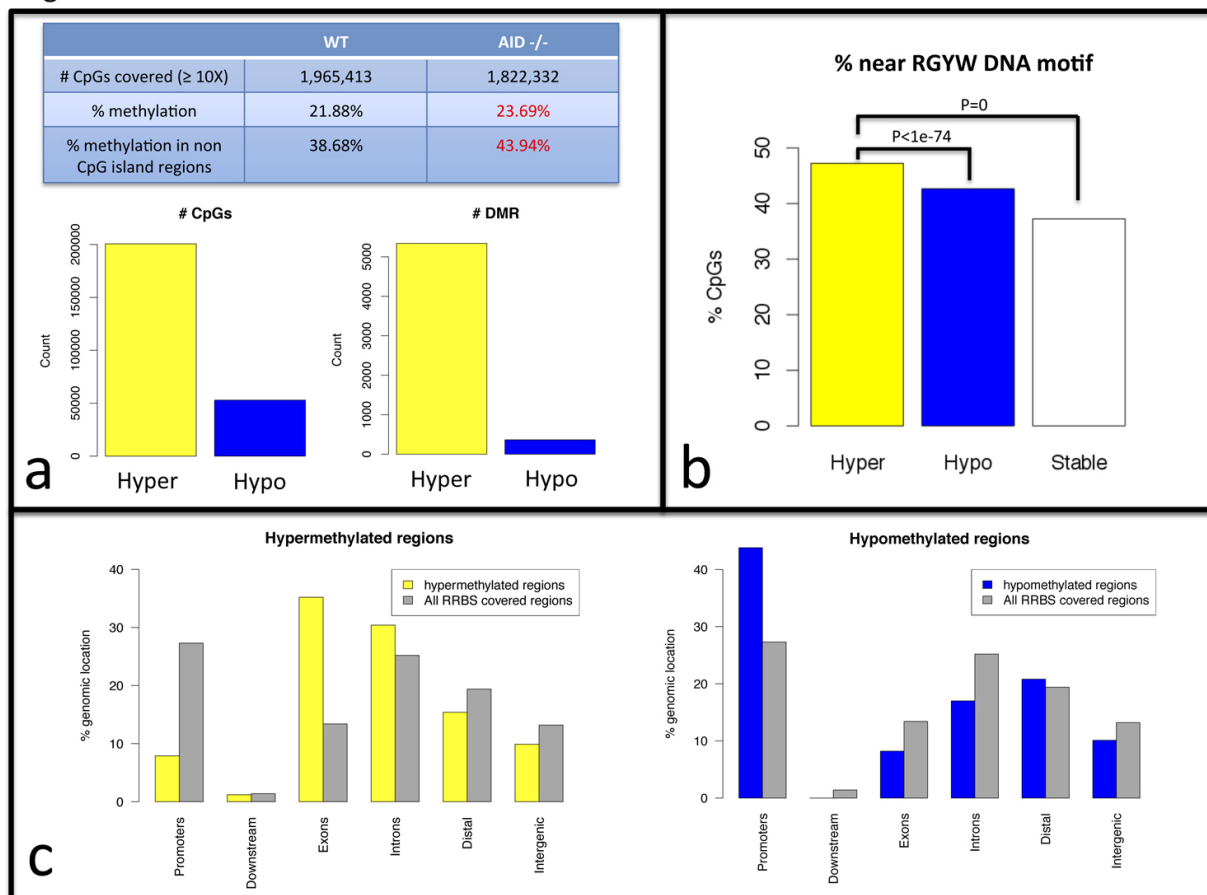 WT AID -/-
# CpGs covered (≥ 10X) 1,965,413 1,822,332
% methylation 21.88% 23.69%
% methylation in non CpG island regions 38.68% 43.94%
# CpGs
Count
0
50000
100000
150000
200000
Hyper Hypo
# DMR
Count
0
1000
2000
3000
4000
5000
Hyper Hypo
a
% near RGYW DNA motif
P=0
P<1e-74
% CpGs
50
40
30
20
10
0
Hyper Hypo Stable
b
Hypermethylated regions
hypermethylated regions
All RRBS covered regions
% genomic location
40
30
20
10
0
Promoters
Downstream
Exons
Introns
Distal
Intergenic
Hypomethylated regions
hypomethylated regions
All RRBS covered regions
% genomic location
40
30
20
10
0
Promoters
Downstream
Exons
Introns
Distal
Intergenic
c